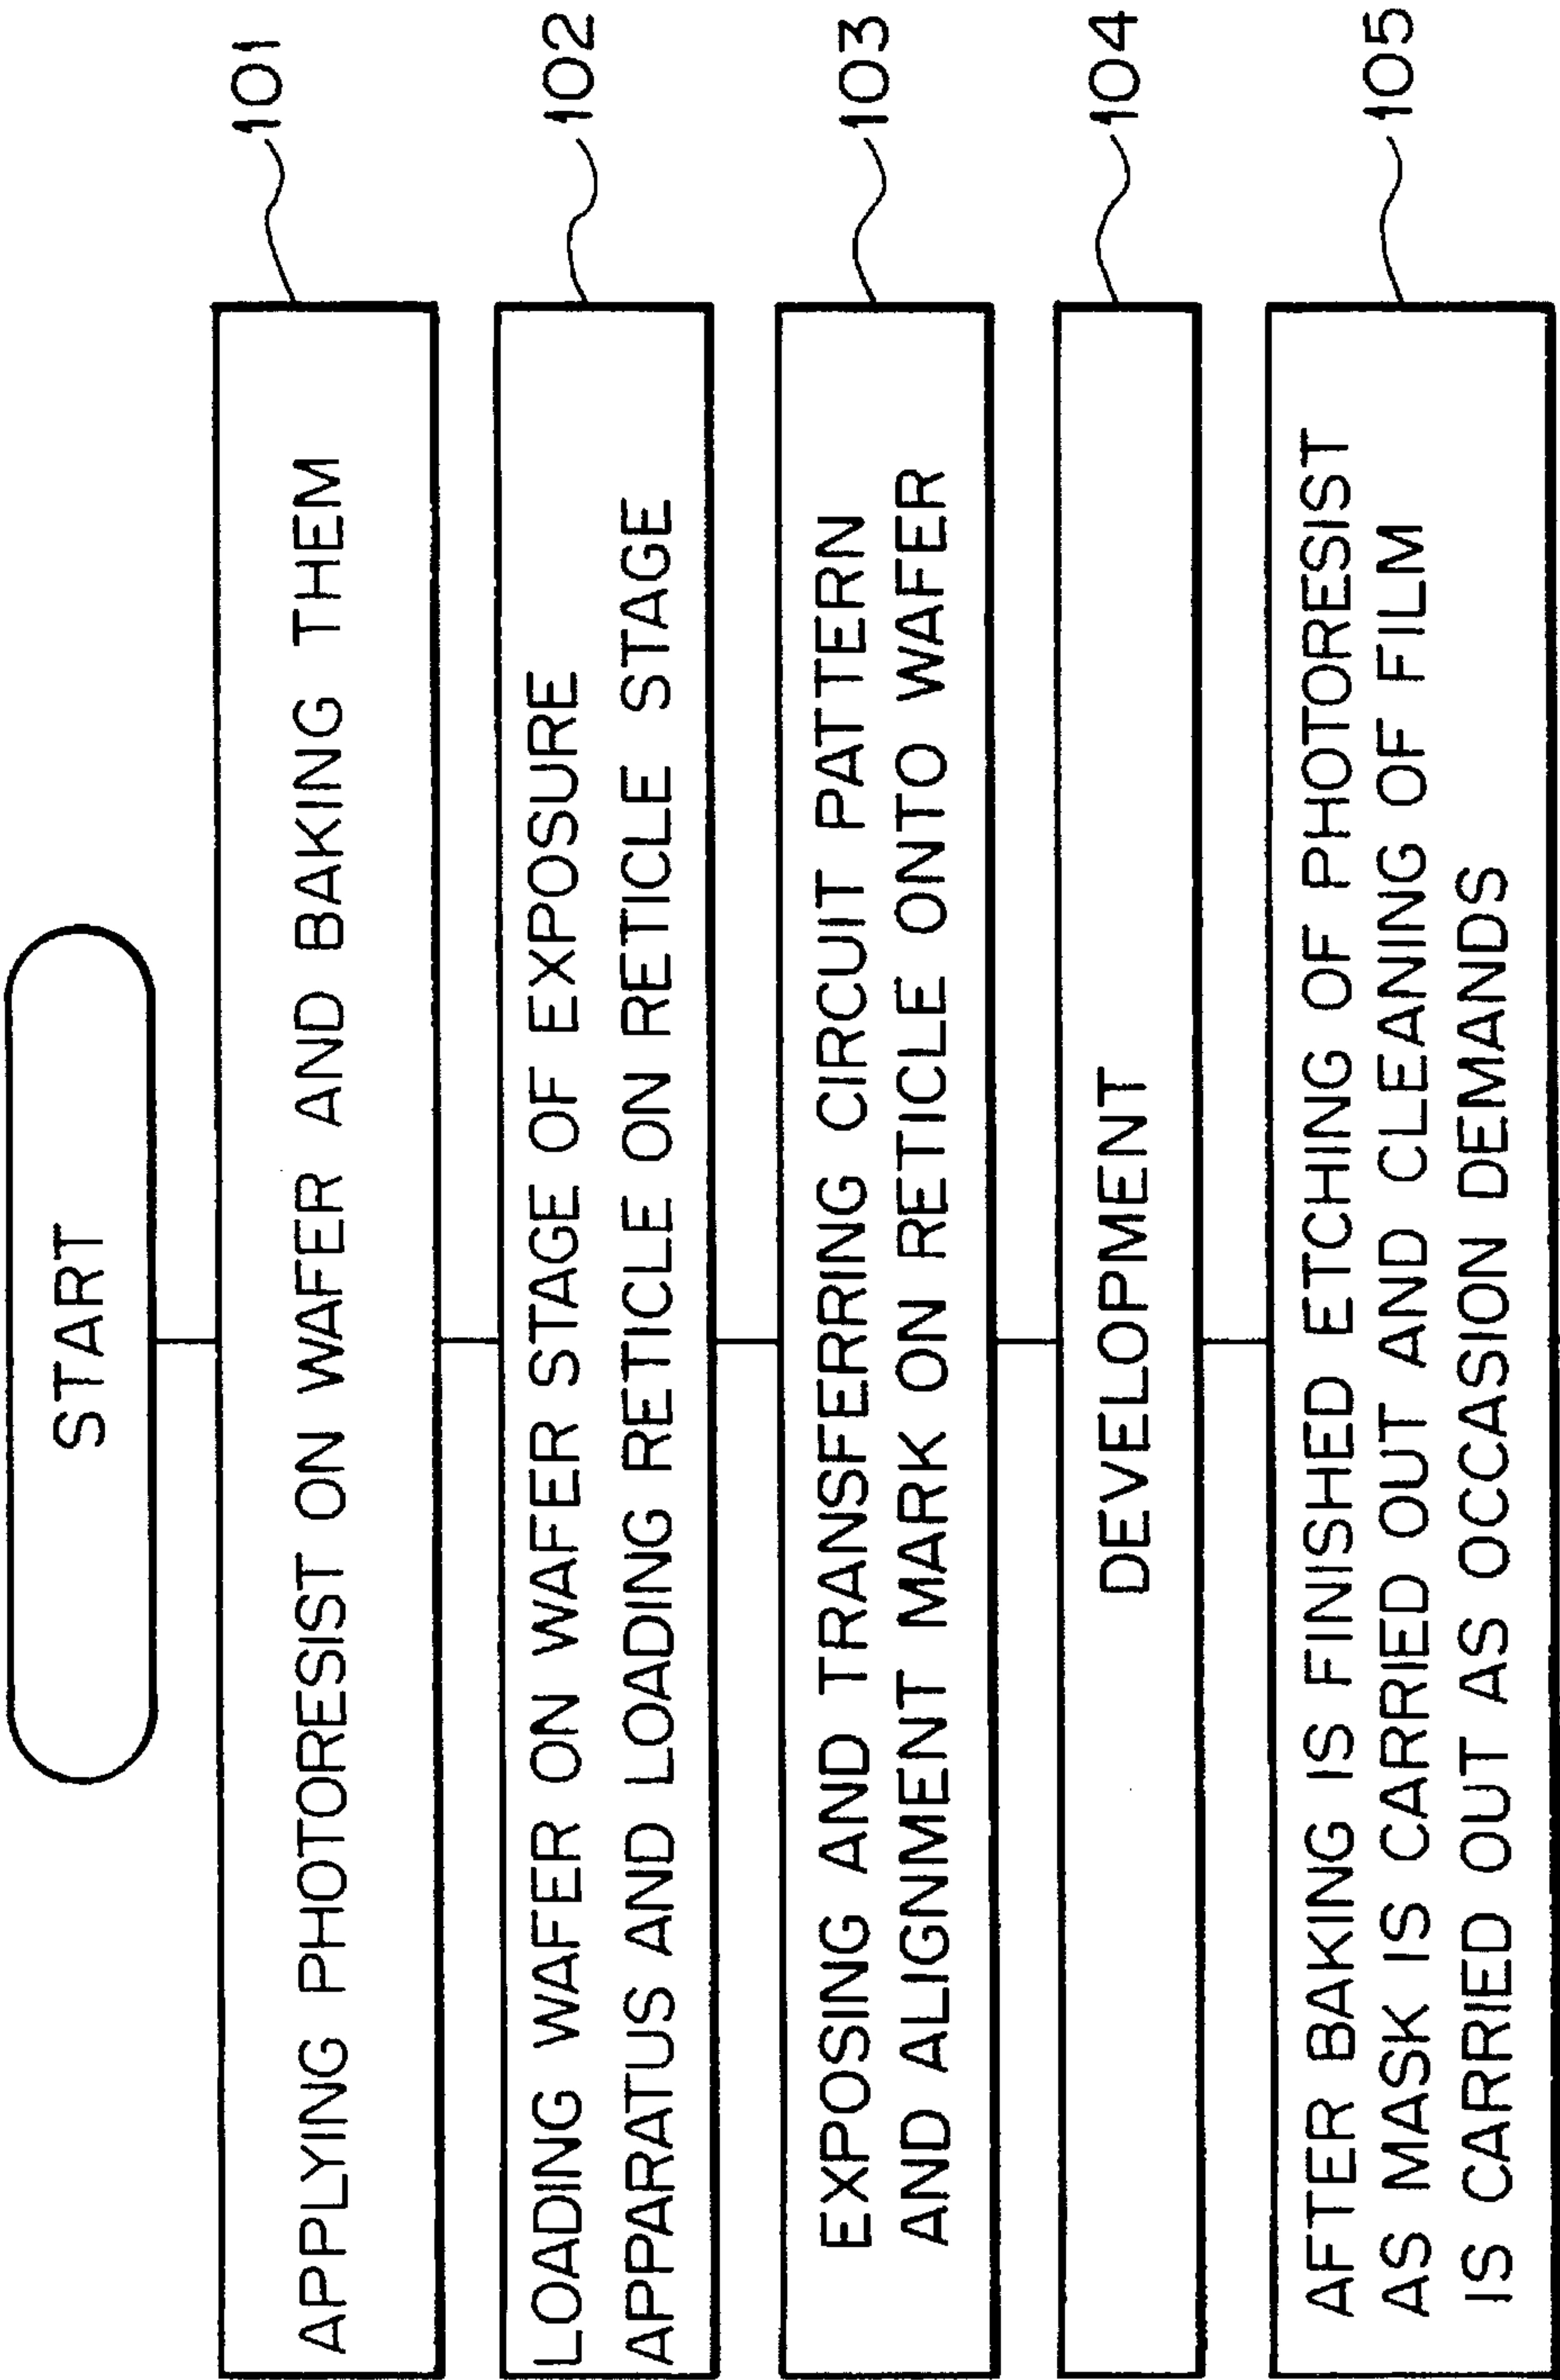 START
APPLYING PHOTORESIST ON WAFER AND BAKING THEM
101
LOADING WAFER ON WAFER STAGE OF EXPOSURE
APPARATUS AND LOADING RETICLE ON RETICLE STAGE
102
EXPOSING AND TRANSFERRING CIRCUIT PATTERN
AND ALIGNMENT MARK ON RETICLE ONTO WAFER
103
DEVELOPMENT
104
AFTER BAKING IS FINISHED ETCHING OF PHOTORESIST
AS MASK IS CARRIED OUT AND CLEANING OF FILM
IS CARRIED OUT AS OCCASION DEMANDS
105